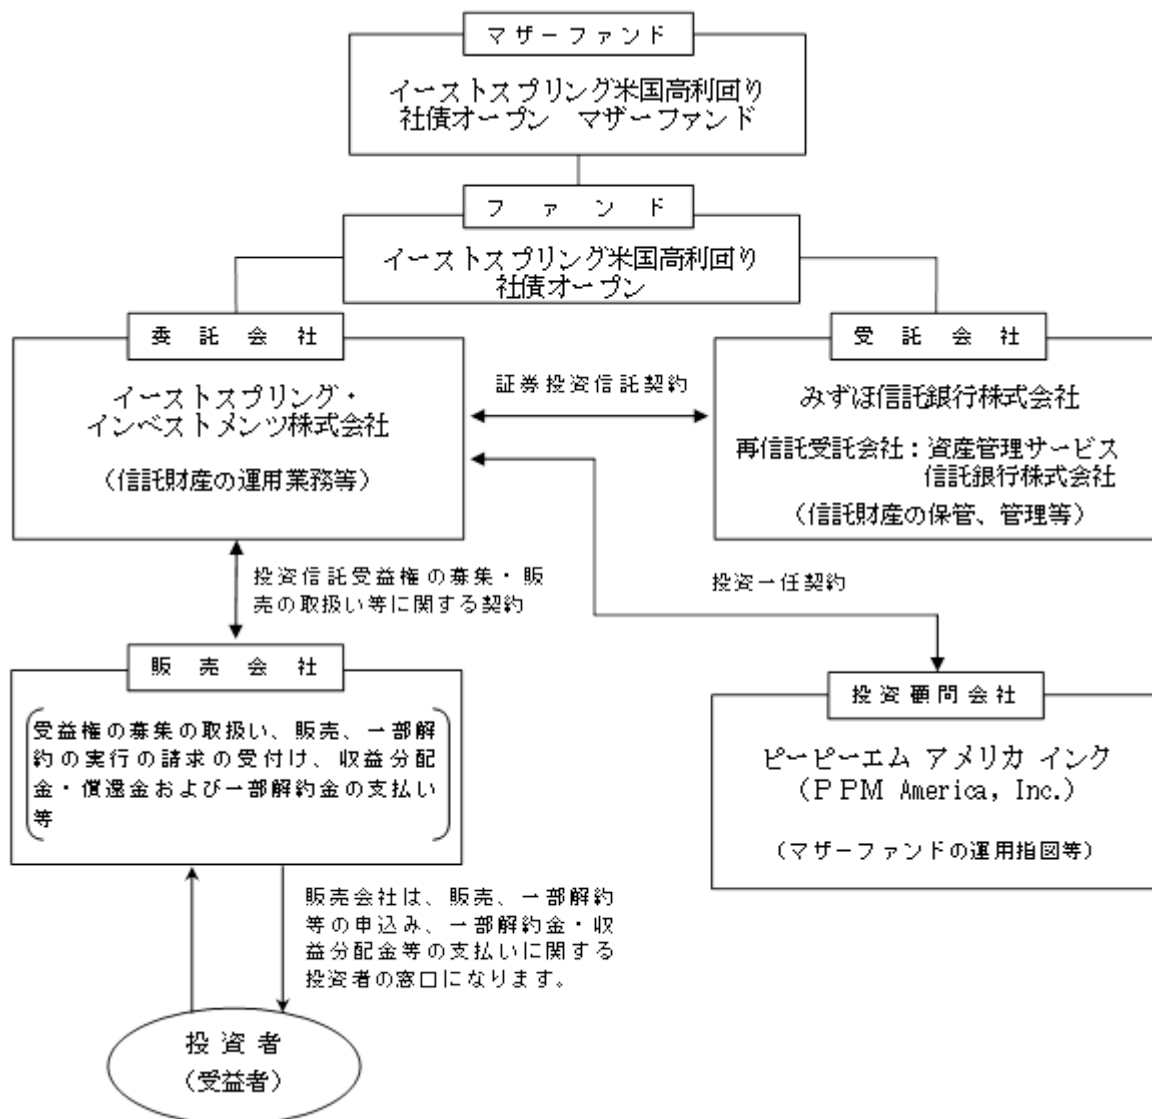 マザーファンド
イーストスプリング米国高利回り
社債オープン　マザーファンド
ファンド
イーストスプリング米国高利回り
社債オープン
委託会社
イーストスプリング・
インベストメンツ株式会社
（信託財産の運用業務等）
証券投資信託契約
受託会社
みずほ信託銀行株式会社
再信託受託会社：資産管理サービス
信託銀行株式会社
（信託財産の保管、管理等）
投資信託受益権の募集・販
売の取扱い等に関する契約
投資一任契約
販売会社
受益権の募集の取扱い、販売、一部解
約の実行の請求の受付け、収益分配
金・償還金および一部解約金の支払い
等
投資顧問会社
ピーピーエム アメリカ インク
（PPM America, Inc.）
（マザーファンドの運用指図等）
販売会社は、販売、一部解約
等の申込み、一部解約金・収
益分配金等の支払いに関する
投資者の窓口になります。
投資者
（受益者）